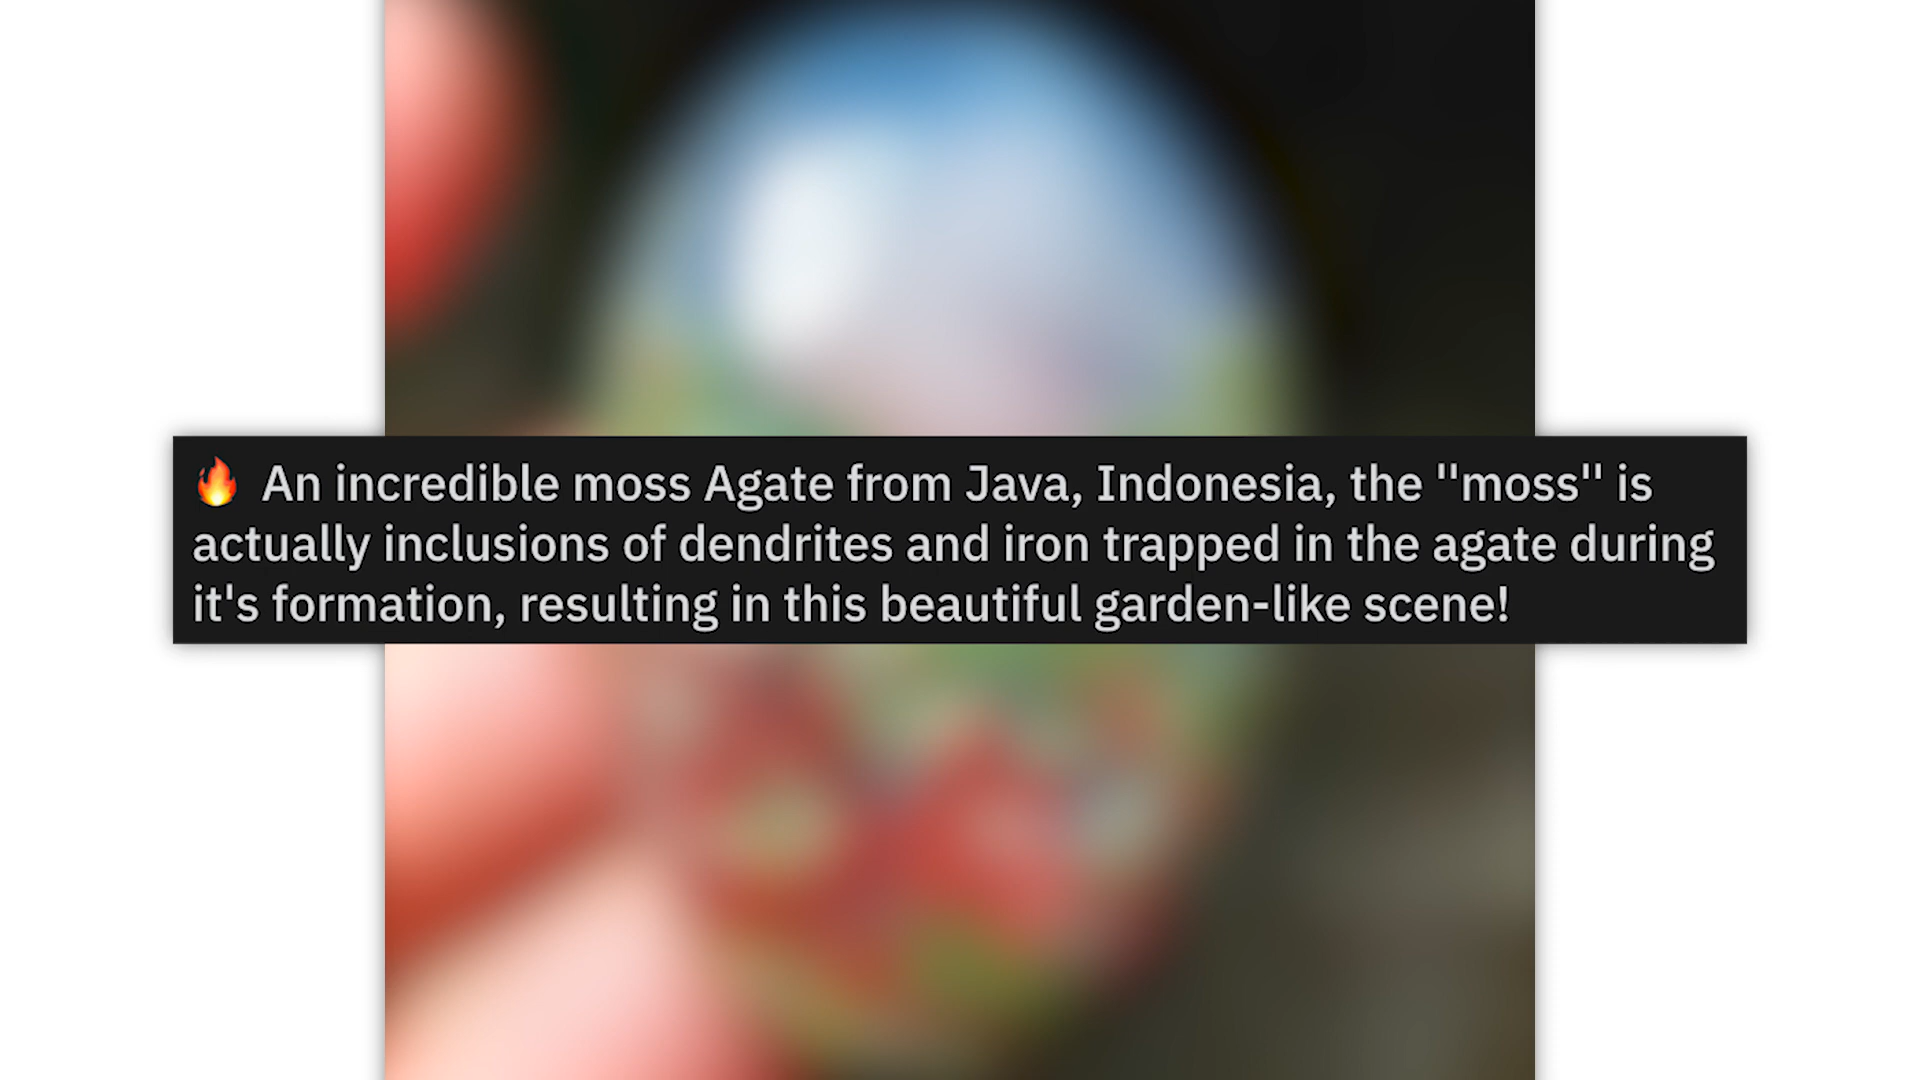 🔥 An incredible moss Agate from Java, Indonesia, the "moss" is
actually inclusions of dendrites and iron trapped in the agate during
it's formation, resulting in this beautiful garden-like scene!